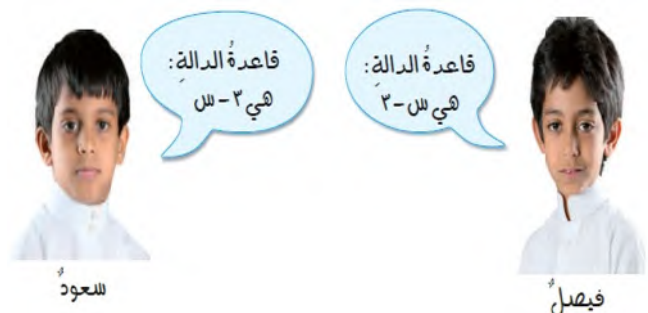 قاعدةُ الدالةِ:
هي س - ٣
قاعدةُ الدالةِ:
هي ٣ - س
فيصلٌ
سعودٌ